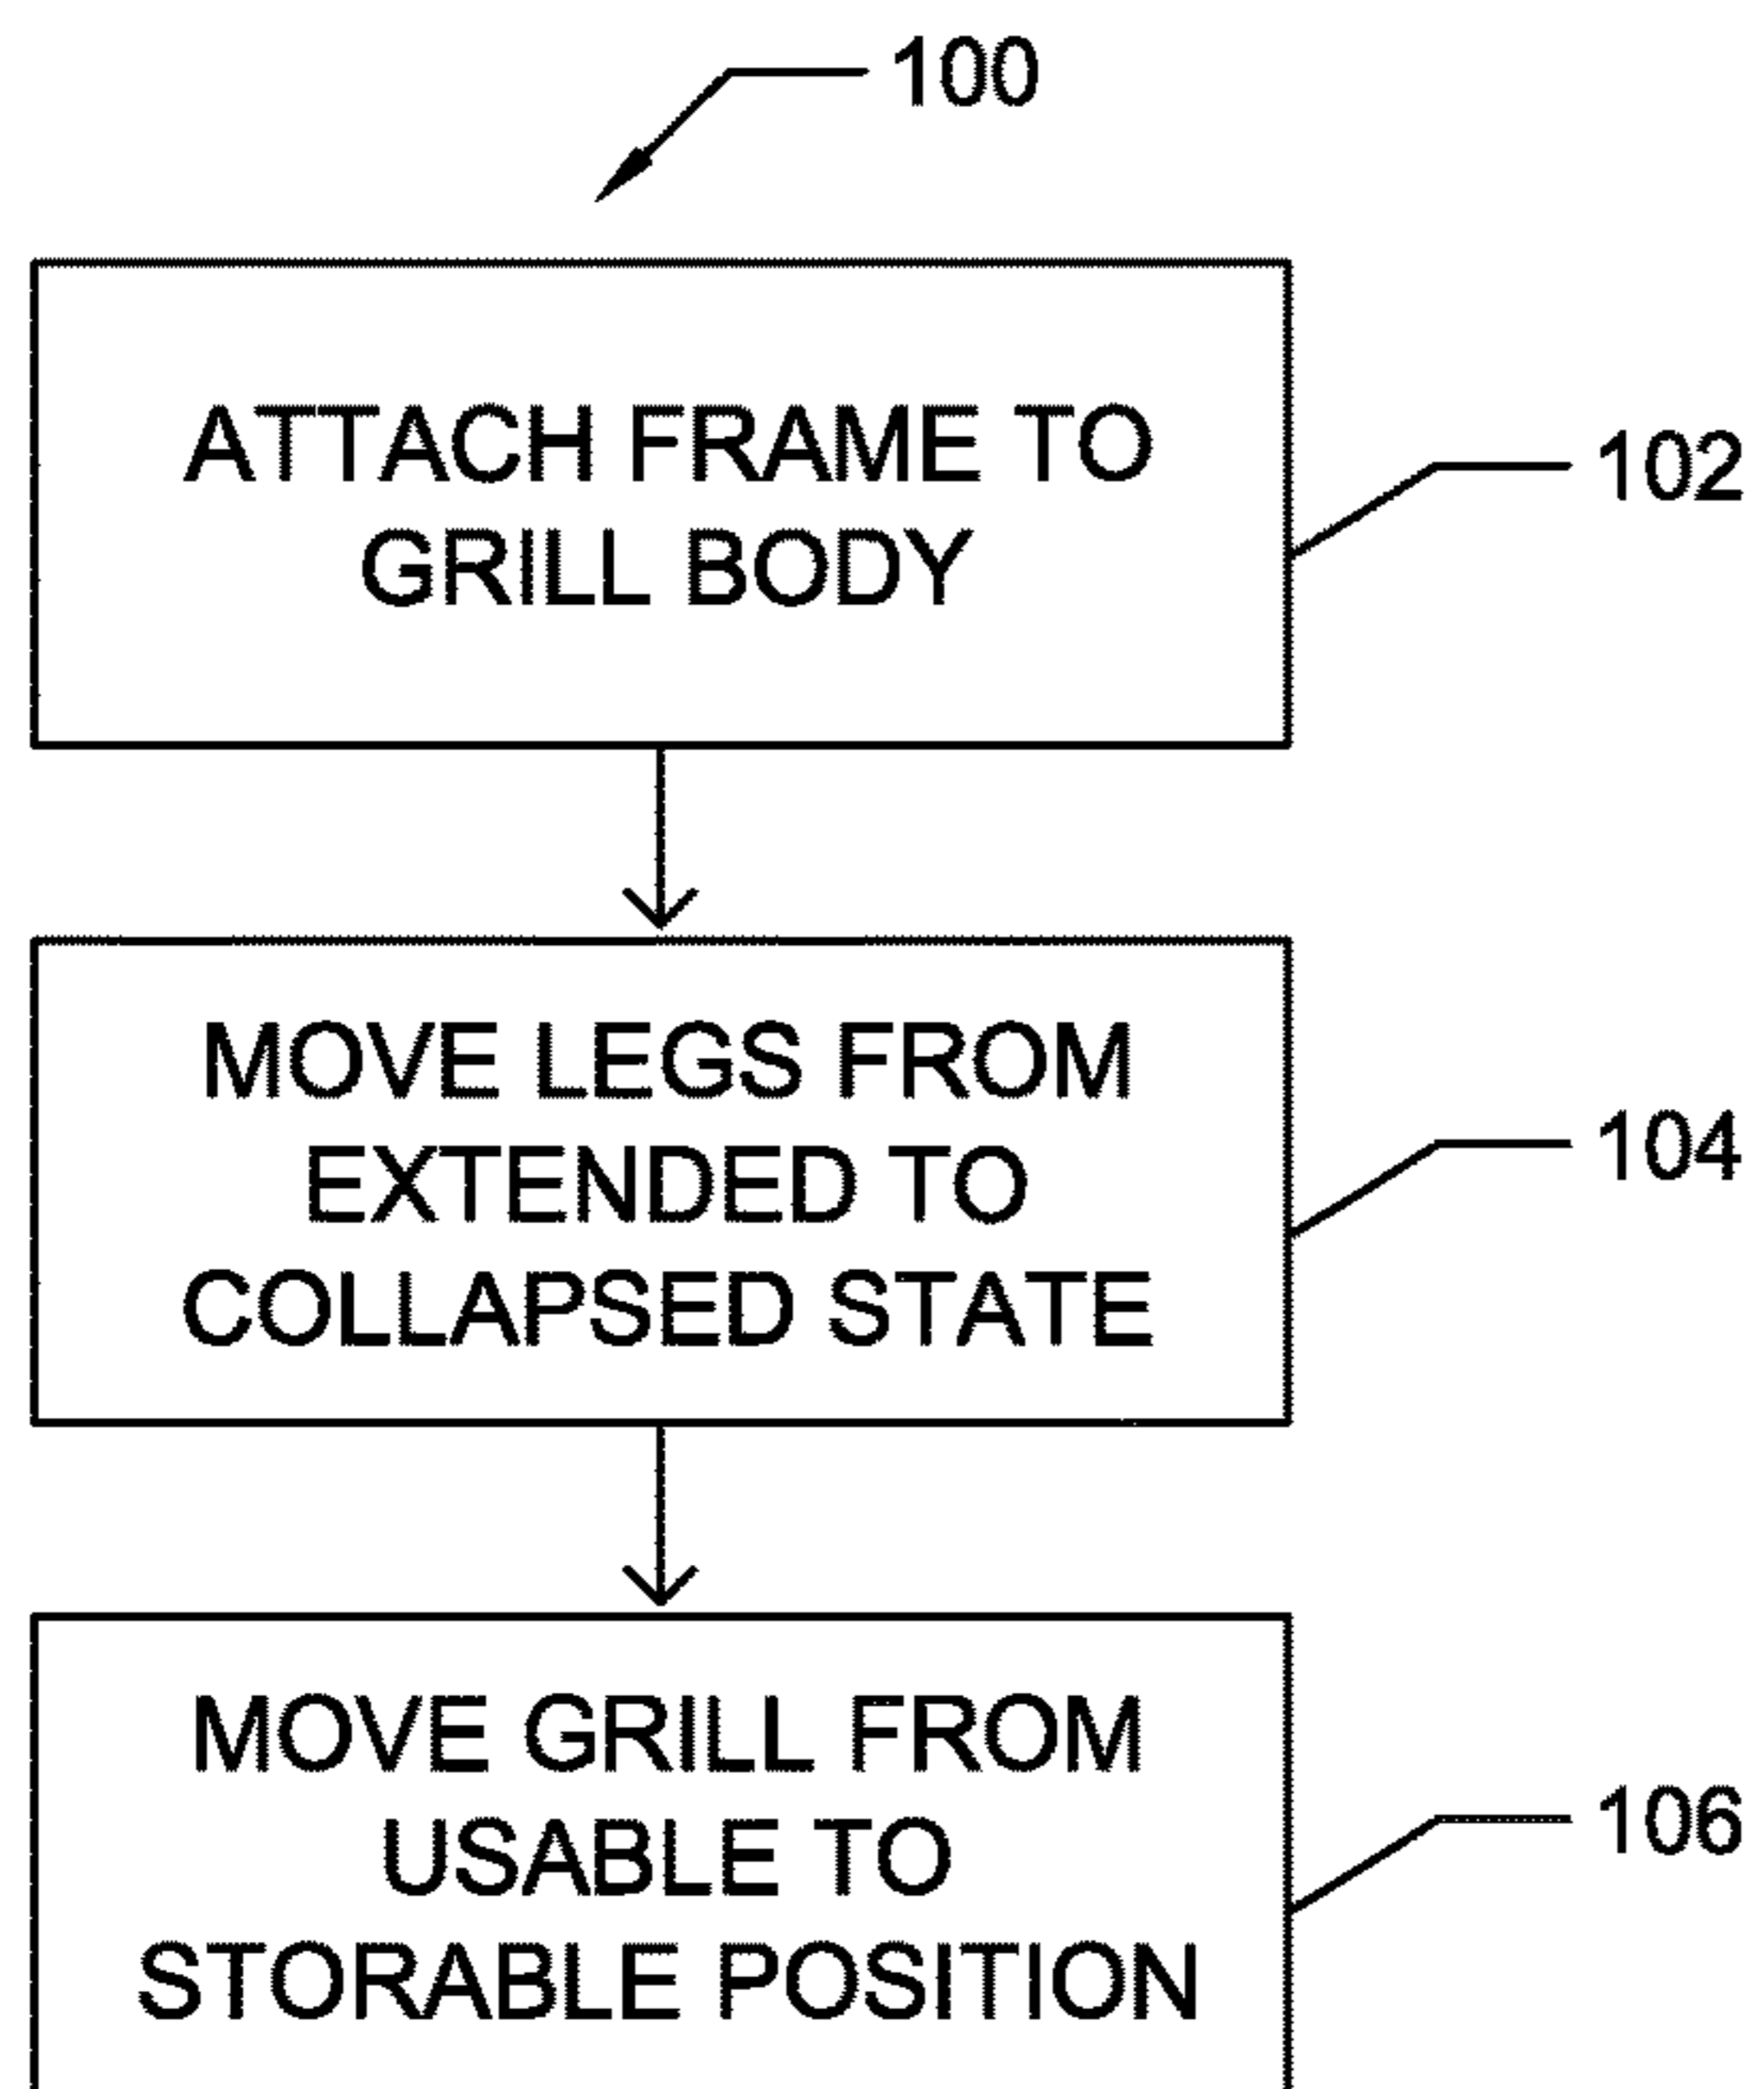 100
ATTACH FRAME TO
GRILL BODY
102
MOVE LEGS FROM
EXTENDED TO
COLLAPSED STATE
104
MOVE GRILL FROM
USABLE TO
STORABLE POSITION
106